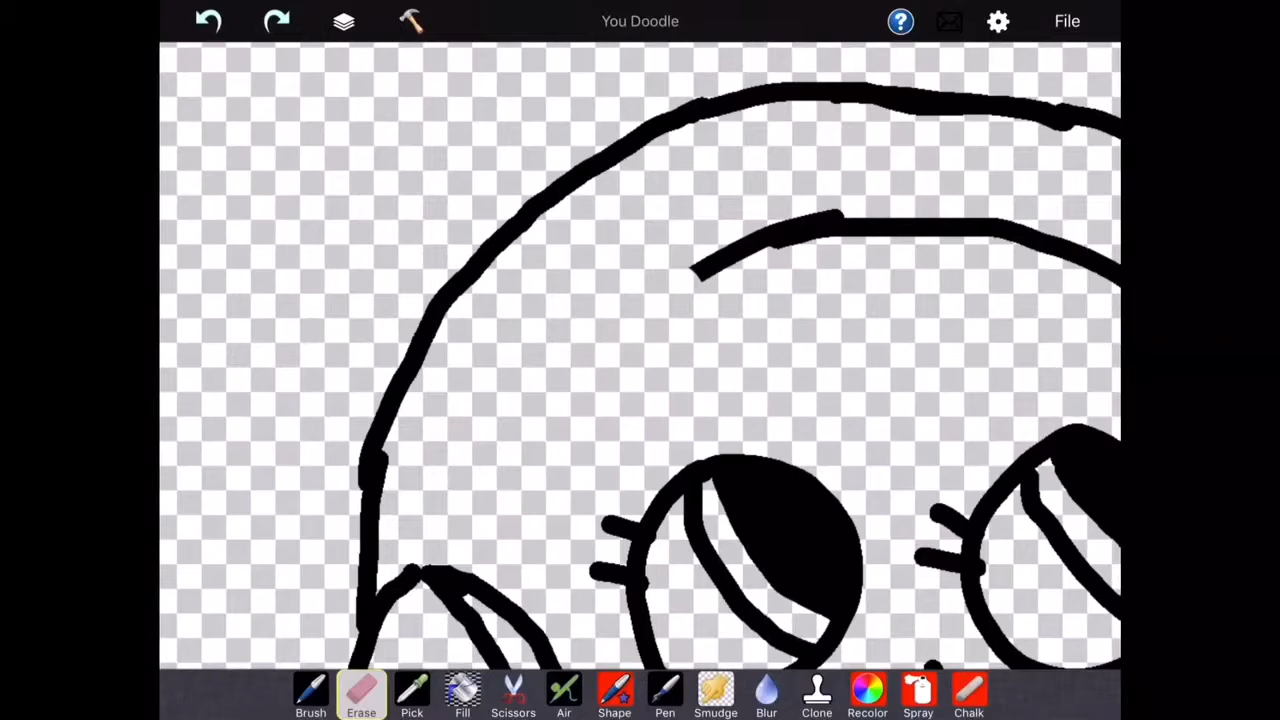 You Doodle
?
File
Brush Erase Pick Fill Scissors Air Shape Pen Smudge Blur Clone Recolor Spray Chalk